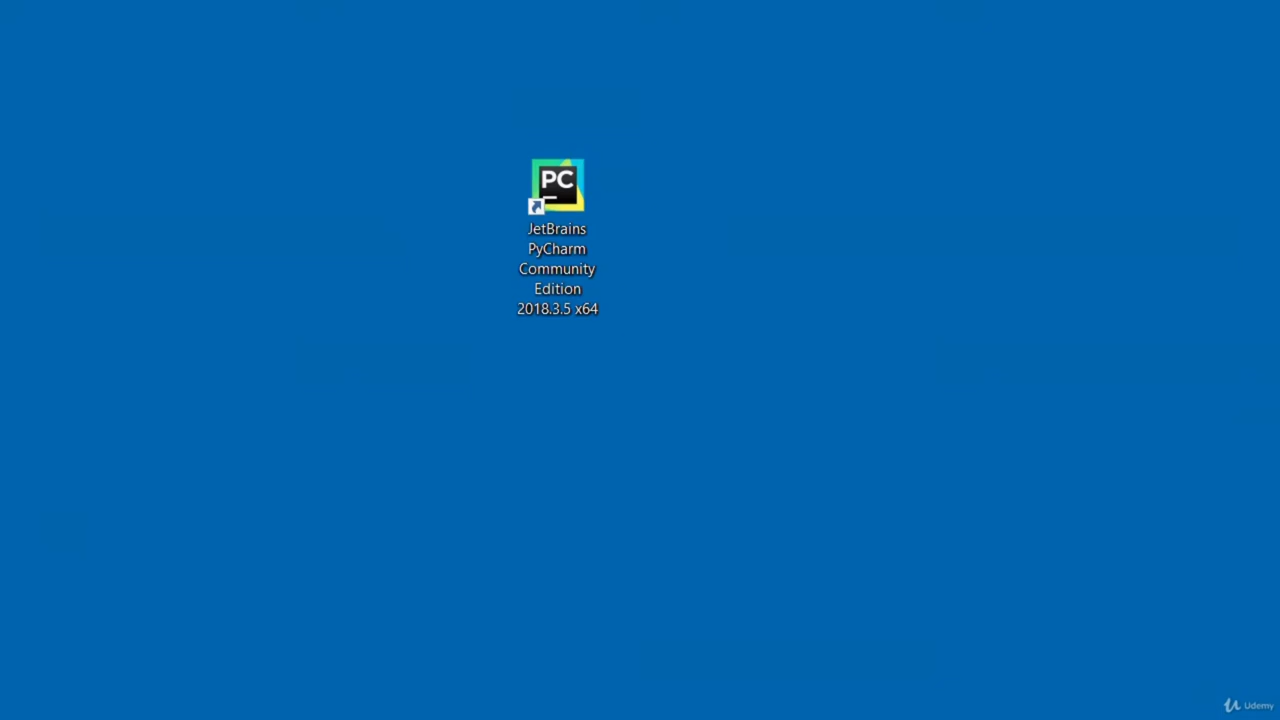 PC
JetBrains
PyCharm
Community
Edition
2018.3.5 x64
Udemy